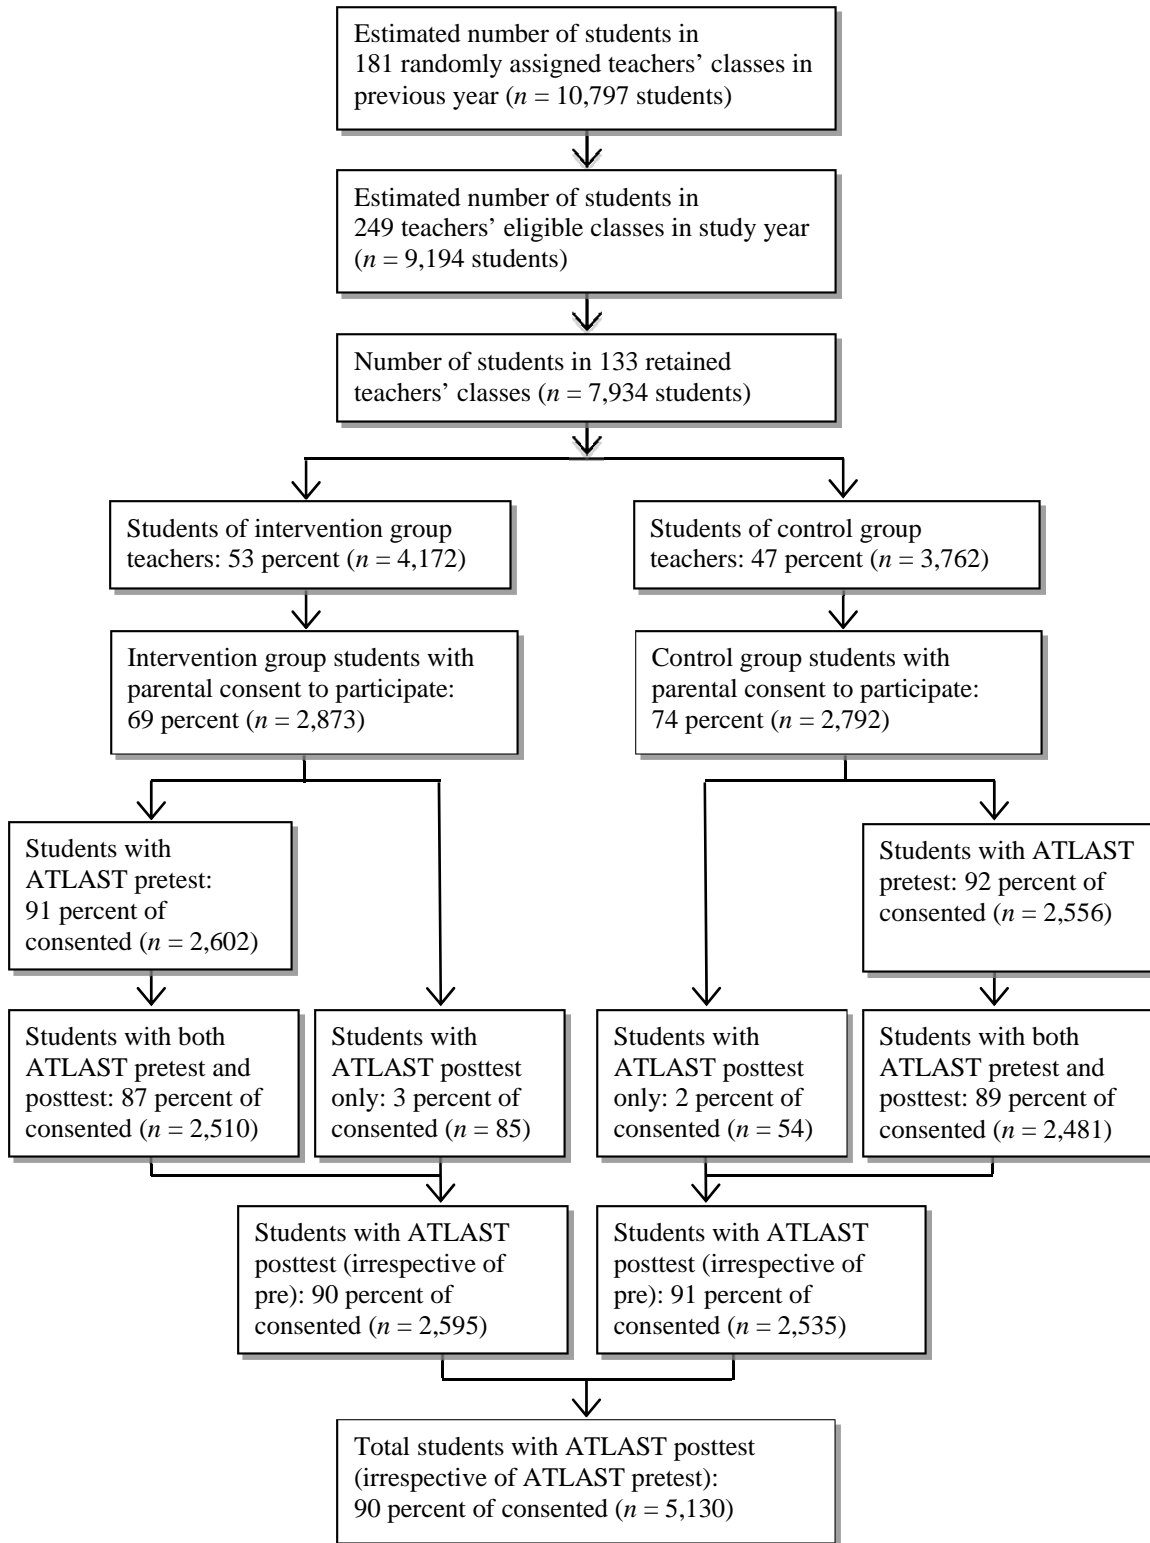 Estimated number of students in
181 randomly assigned teachers’ classes in
previous year (n = 10,797 students)
Estimated number of students in
249 teachers’ eligible classes in study year
(n = 9,194 students)
Number of students in 133 retained
teachers’ classes (n = 7,934 students)
Students of intervention group
teachers: 53 percent (n = 4,172)
Students of control group
teachers: 47 percent (n = 3,762)
Intervention group students with
parental consent to participate:
69 percent (n = 2,873)
Control group students with
parental consent to participate:
74 percent (n = 2,792)
Students with
ATLAST pretest:
91 percent of
consented (n = 2,602)
Students with ATLAST
pretest: 92 percent of
consented (n = 2,556)
Students with both
ATLAST pretest and
posttest: 87 percent of
consented (n = 2,510)
Students with
ATLAST posttest
only: 3 percent of
consented (n = 85)
Students with
ATLAST posttest
only: 2 percent of
consented (n = 54)
Students with both
ATLAST pretest and
posttest: 89 percent of
consented (n = 2,481)
Students with ATLAST
posttest (irrespective of
pre): 90 percent of
consented (n = 2,595)
Students with ATLAST
posttest (irrespective of
pre): 91 percent of
consented (n = 2,535)
Total students with ATLAST posttest
(irrespective of ATLAST pretest):
90 percent of consented (n = 5,130)